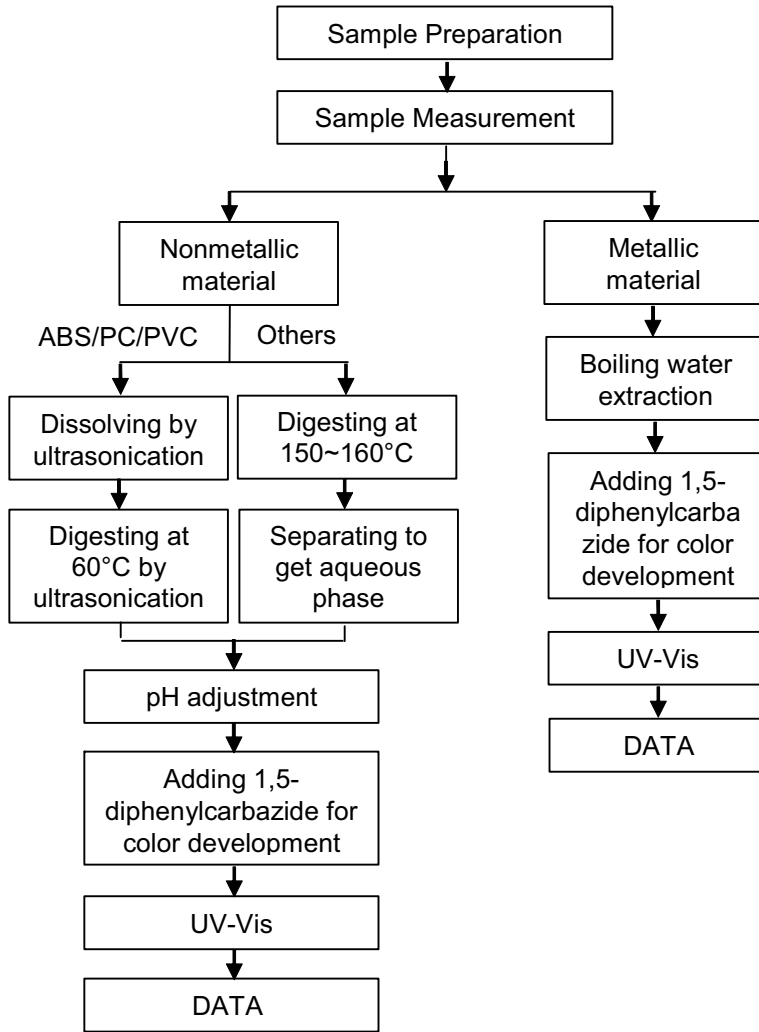 Sample Preparation
Sample Measurement
Nonmetallic
material
ABS/PC/PVC
Others
Dissolving by
ultrasonication
Digesting at
60°C by
ultrasonication
Digesting at
150~160°C
Separating to
get aqueous
phase
pH adjustment
Adding 1,5-
diphenylcarbazide for
color development
UV-Vis
DATA
Metallic
material
Boiling water
extraction
Adding 1,5-
diphenylcarba
zide for color
development
UV-Vis
DATA